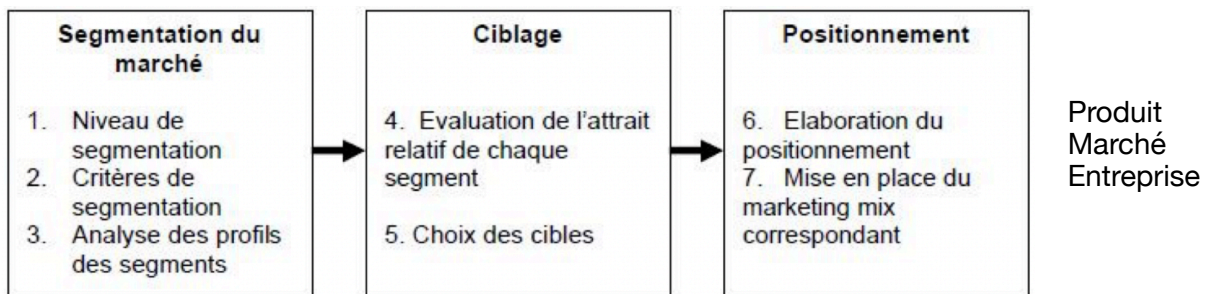 Segmentation du
marché
1. Niveau de
segmentation
2. Critères de
segmentation
3. Analyse des profils
des segments
Ciblage
4. Evaluation de l'attrait
relatif de chaque
segment
5. Choix des cibles
Positionnement
6. Elaboration du
positionnement
7. Mise en place du
marketing mix
correspondant
Produit
Marché
Entreprise